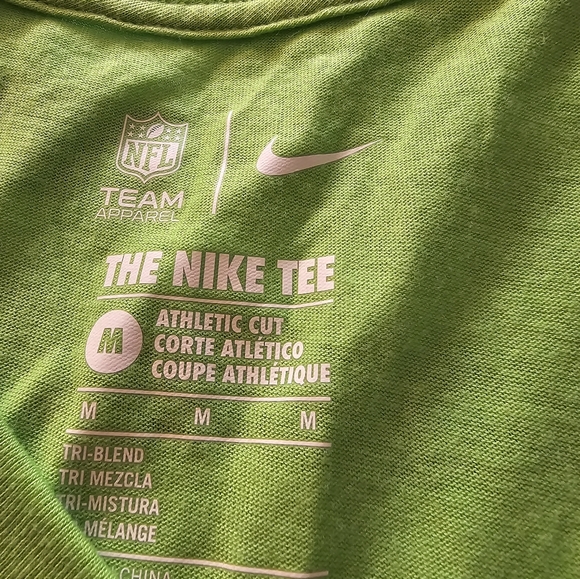 NFL
TEAM
APPAREL
THE NIKE TEE
M
ATHLETIC CUT
CORTE ATLÉTICO
COUPE ATHLÉTIQUE
M M M
TRI-BLEND
TRI MEZCLA
TRI-MISTURA
MÉLANGE
CHINA